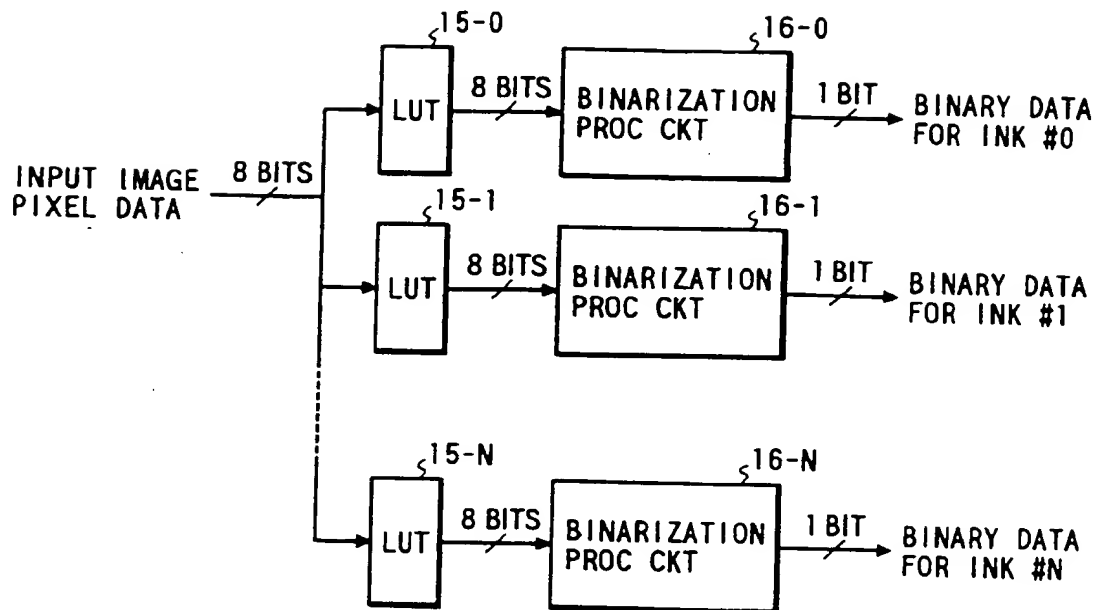 15-0
16-0
LUT
8 BITS
BINARIZATION
PROC CKT
1 BIT
BINARY DATA
FOR INK #0
INPUT IMAGE
PIXEL DATA
8 BITS
15-1
16-1
LUT
8 BITS
BINARIZATION
PROC CKT
1 BIT
BINARY DATA
FOR INK #1
15-N
16-N
LUT
8 BITS
BINARIZATION
PROC CKT
1 BIT
BINARY DATA
FOR INK #N